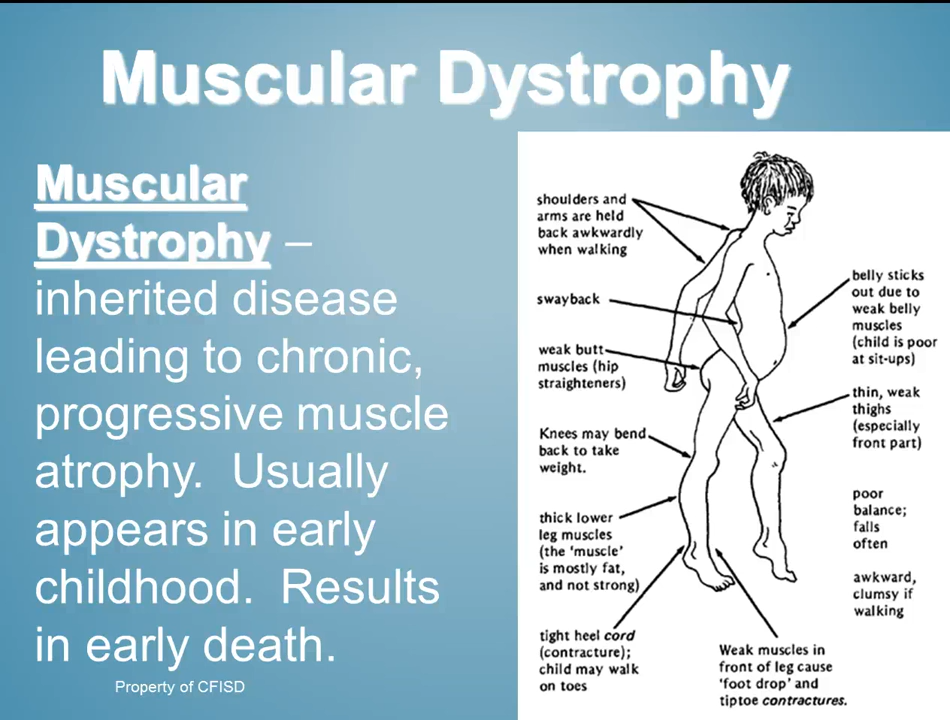 Muscular Dystrophy
Muscular
Dystrophy –
inherited disease
leading to chronic,
progressive muscle
atrophy.  Usually
appears in early
childhood.  Results
in early death.
Property of CFISD
shoulders and
arms are held
back awkwardly
when walking
swayback
weak butt
muscles (hip
straighteners)
Knees may bend
back to take
weight.
thick lower
leg muscles
(the ‘muscle’
is mostly fat,
and not strong)
tight heel cord
(contracture);
child may walk
on toes
belly sticks
out due to
weak belly
muscles
(child is poor
at sit-ups)
thin, weak
thighs
(especially
front part)
poor
balance;
falls
often
awkward,
clumsy if
walking
Weak muscles in
front of leg cause
‘foot drop’ and
tiptoe contractures.